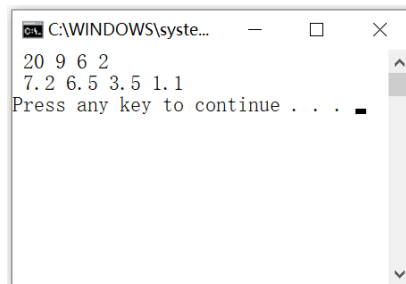 C:\WINDOWS\syste...
20 9 6 2
7.2 6.5 3.5 1.1
Press any key to continue . . .